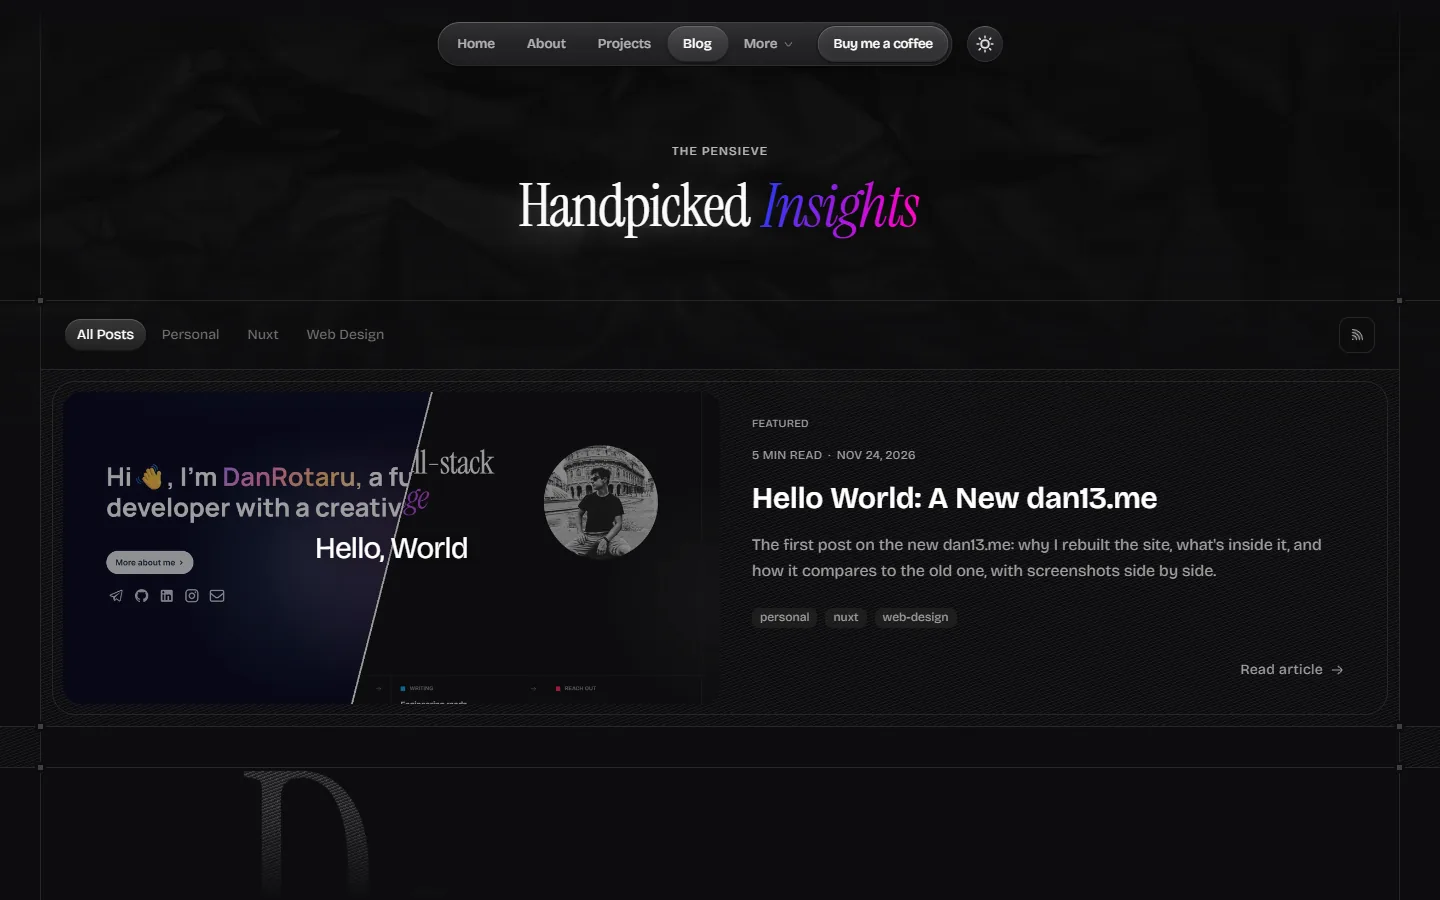 Home About Projects Blog More Buy me a coffee
THE PENSIEVE
Handpicked Insights
All Posts Personal Nuxt Web Design
Hi 👋, I'm DanRotaru, a fu
developer with a creativ
ll-stack
ge
Hello, World
More about me ›
WRITING
REACH OUT
FEATURED
5 MIN READ · NOV 24, 2026
Hello World: A New dan13.me
The first post on the new dan13.me: why I rebuilt the site, what's inside it, and
how it compares to the old one, with screenshots side by side.
personal nuxt web-design
Read article →
D